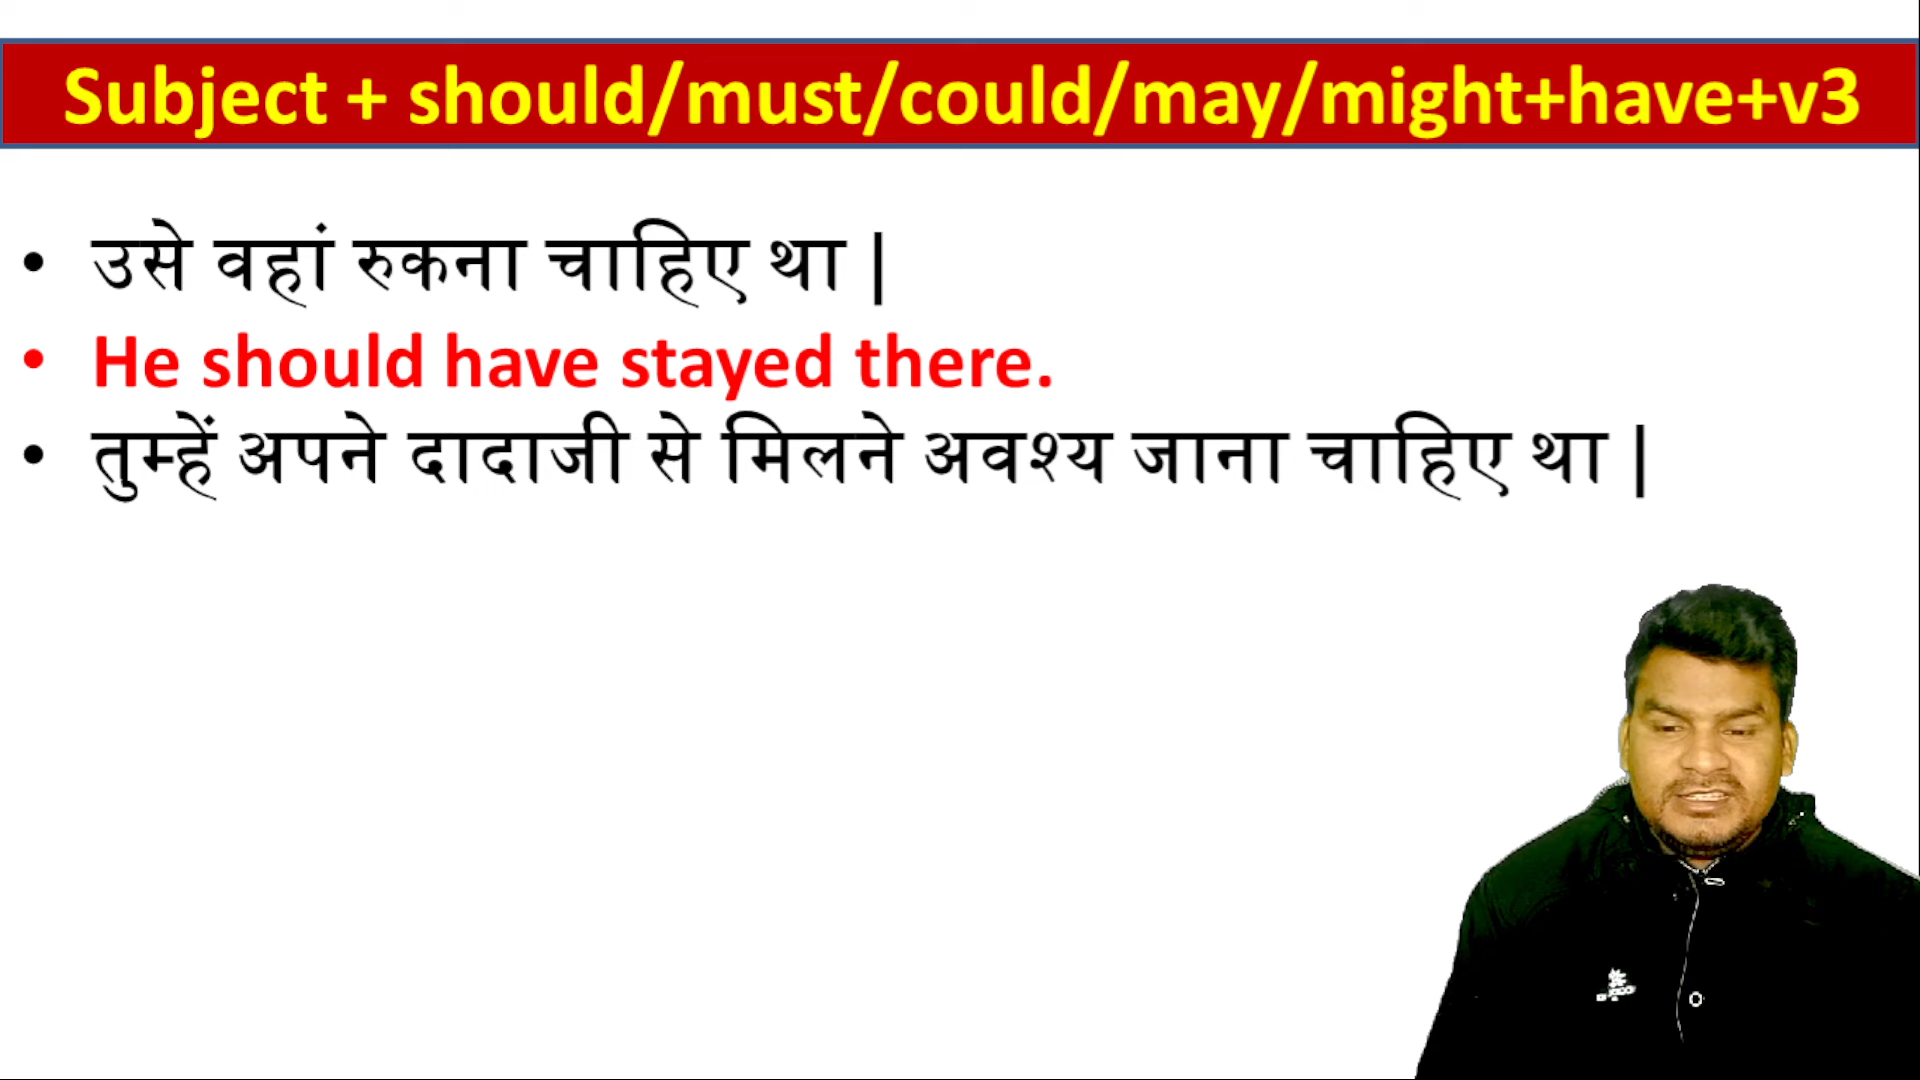 Subject + should/must/could/may/might+have+v3
• उसे वहां रुकना चाहिए था |
• He should have stayed there.
• तुम्हें अपने दादाजी से मिलने अवश्य जाना चाहिए था |